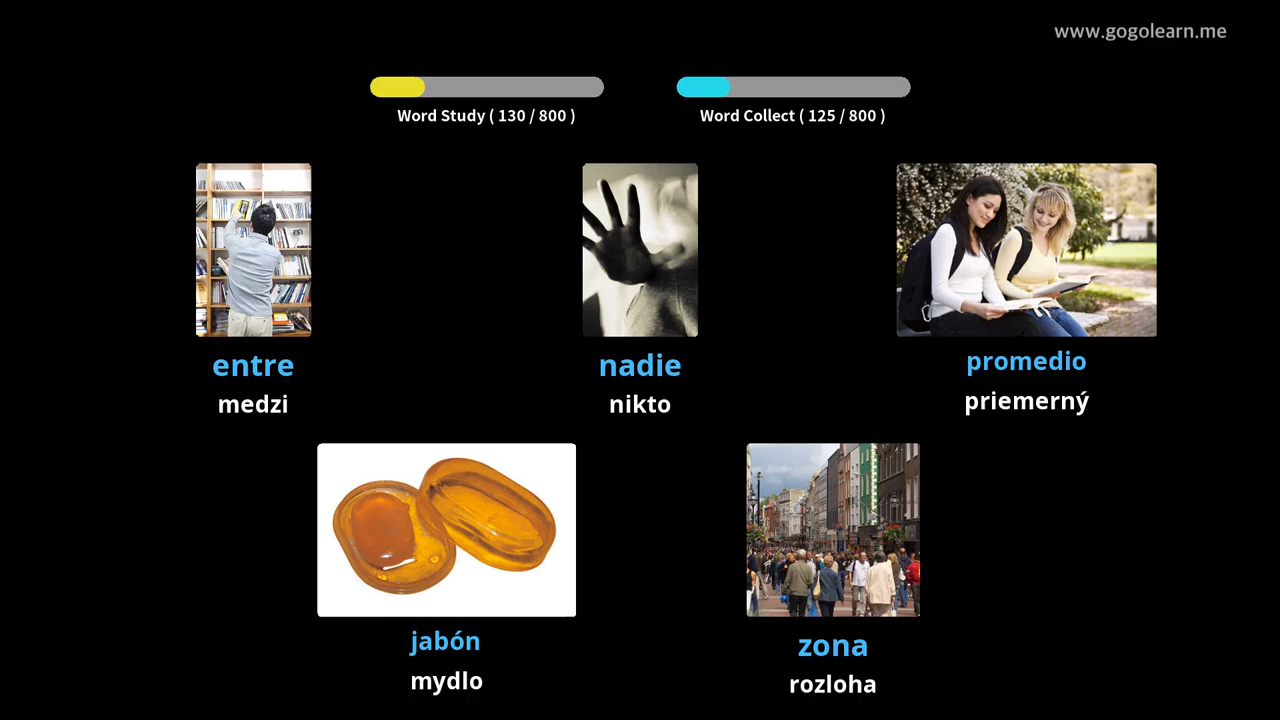 www.gogolearn.me
Word Study ( 130 / 800 )
Word Collect ( 125 / 800 )
entre
medzi
nadie
nikto
promedio
priemerný
jabón
mydlo
zona
rozloha